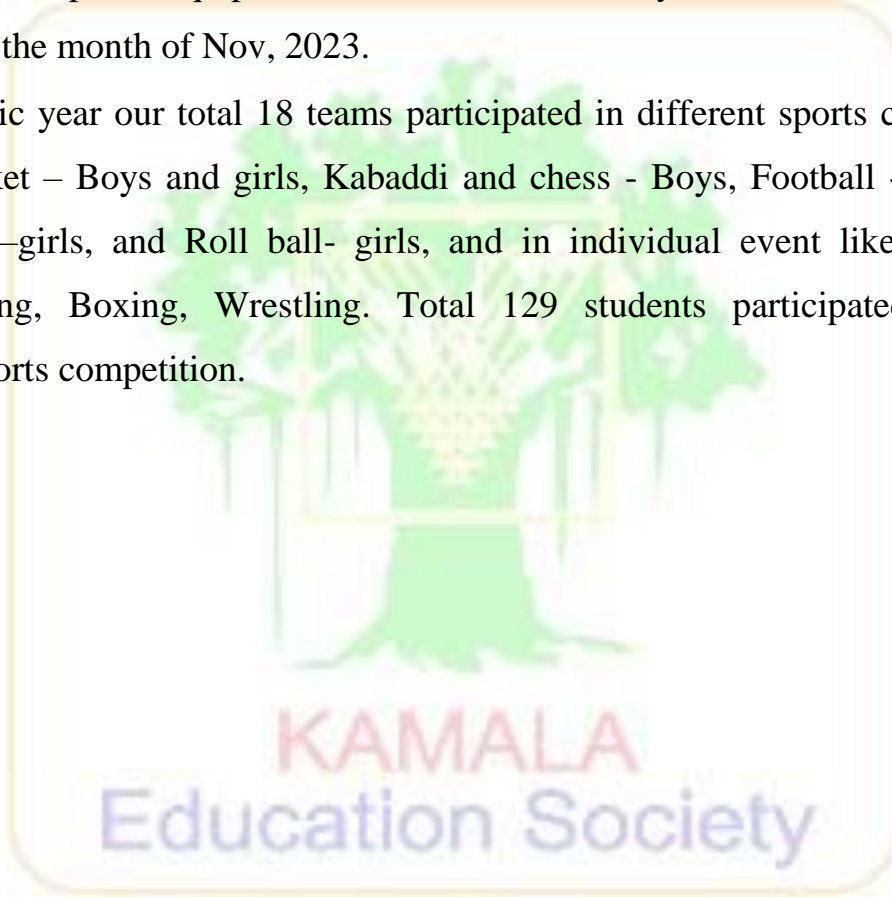 the month of Nov, 2023.
ic year our total 18 teams participated in different sports c
et – Boys and girls, Kabaddi and chess - Boys, Football -
–girls, and Roll ball- girls, and in individual event like
ng, Boxing, Wrestling. Total 129 students participated
orts competition.
KAMALA
Education Society